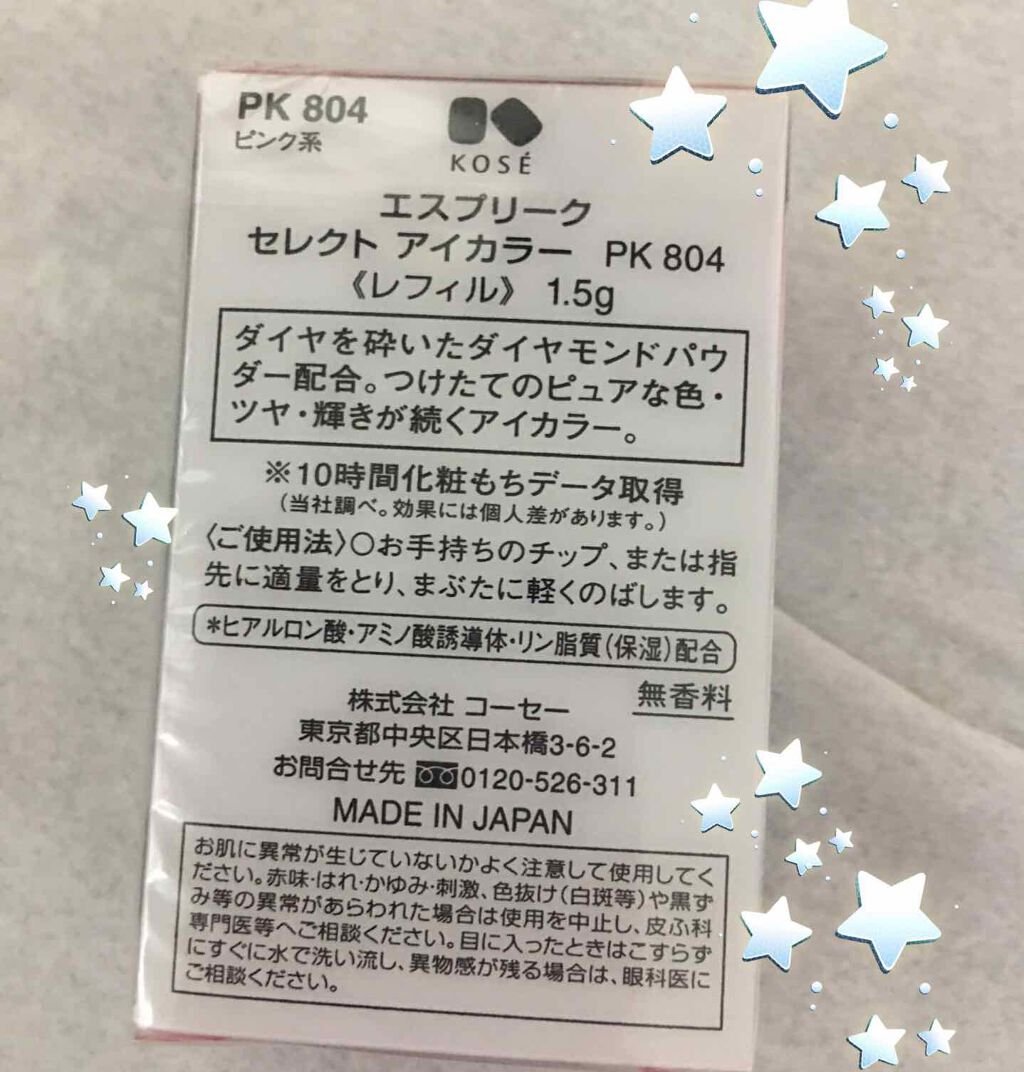 PK 804
ピンク系
KOSÉ
エスプリーク
セレクト アイカラー PK 804
《レフィル》 1.5g
ダイヤを砕いたダイヤモンドパウ
ダー配合。つけたてのピュアな色・
ツヤ・輝きが続くアイカラー。
※10時間化粧もちデータ取得
(当社調べ。効果には個人差があります。)
〈ご使用法〉○お手持ちのチップ、または指
先に適量をとり、まぶたに軽くのばします。
*ヒアルロン酸・アミノ酸誘導体・リン脂質(保湿)配合
無香料
株式会社 コーセー
東京都中央区日本橋3-6-2
お問合せ先 0120-526-311
MADE IN JAPAN
お肌に異常が生じていないかよく注意して使用してく
ださい。赤味・はれ・かゆみ・刺激、色抜け(白斑等)や黒ず
み等の異常があらわれた場合は使用を中止し、皮ふ科
専門医等へご相談ください。目に入ったときはこすらず
にすぐに水で洗い流し、異物感が残る場合は、眼科医に
ご相談ください。